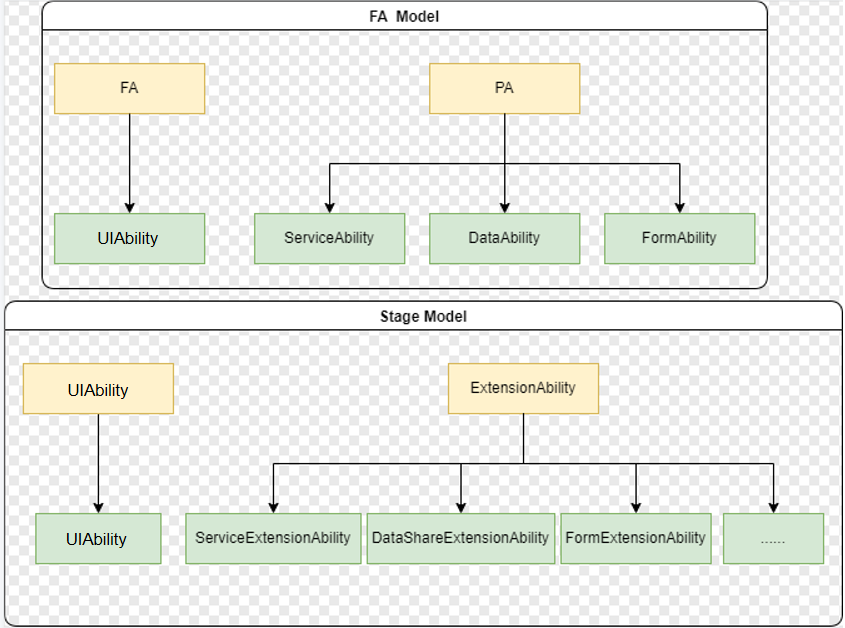 FA Model
FA
PA
UIAbility
ServiceAbility
DataAbility
FormAbility
Stage Model
UIAbility
ExtensionAbility
UIAbility
ServiceExtensionAbility
DataShareExtensionAbility
FormExtensionAbility
......